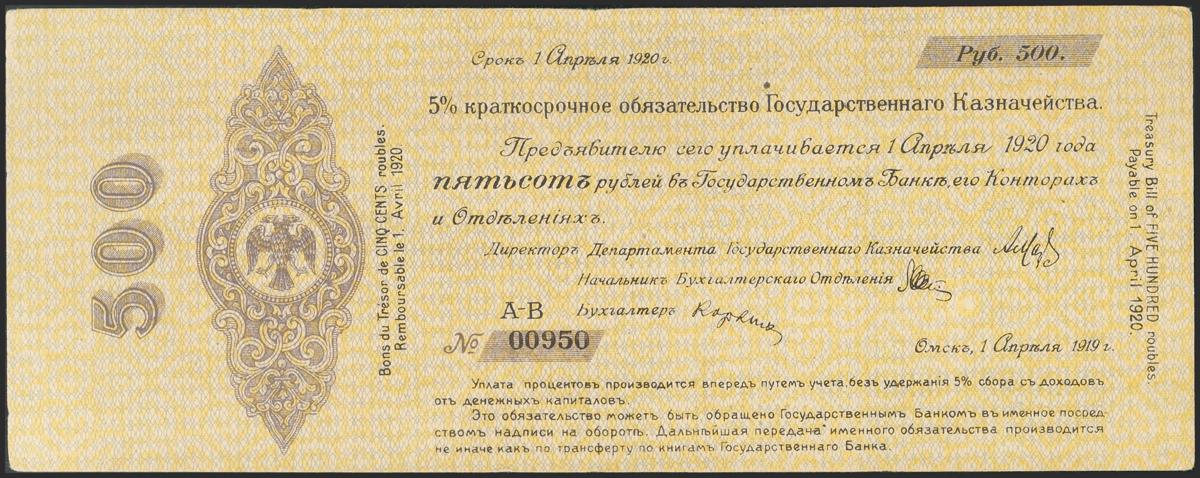 500
Bons du Trésor de CINQ CENTS roubles.
Remboursable le 1. Avril 1920.
Срокъ 1 Апрѣля 1920 г.
Руб. 500.
5% краткосрочное обязательство Государственнаго Казначейства.
Предъявителю сего уплачивается 1 Апрѣля 1920 года
пятьсотъ рублей въ Государственномъ Банкѣ, его Конторахъ
и Отдѣленіяхъ.
Директоръ Департамента Государственнаго Казначейства
Начальникъ Бухгалтерскаго Отдѣленія
А-В Бухгалтеръ
№ 00950
Омскъ, 1 Апрѣля 1919 г.
Уплата процентовъ производится впередъ путем учета, безъ удержанія 5% сбора съ доходовъ
отъ денежныхъ капиталовъ.
Это обязательство можетъ быть обращено Государственнымъ Банкомъ въ именное посред-
ствомъ надписи на оборотѣ. Дальнѣйшая передача именного обязательства производится
не иначе какъ по трансферту по книгамъ Государственнаго Банка.
Treasury Bill of FIVE HUNDRED roubles.
Payable on 1. April 1920.